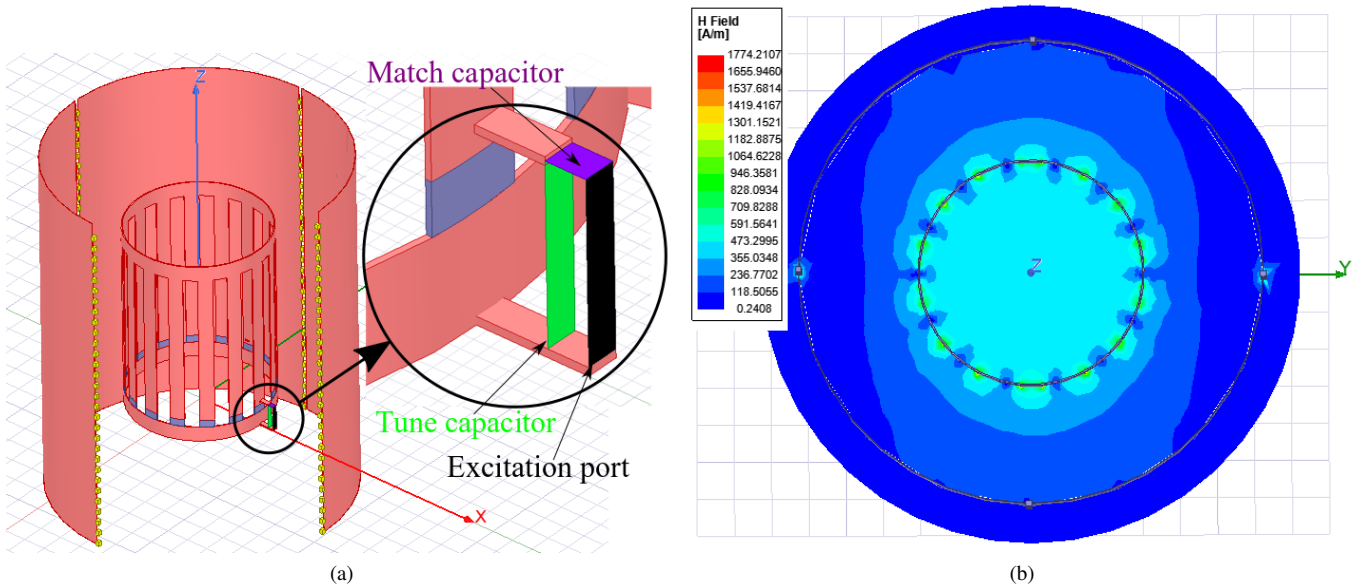 Z
Match capacitor
Tune capacitor
Excitation port
X
(a)
H Field
[A/m]
1774.2107
1655.9460
1537.6814
1419.4167
1301.1521
1182.8875
1064.6228
946.3581
828.0934
709.8288
591.5641
473.2995
355.0348
236.7702
118.5055
0.2408
Z
Y
(b)